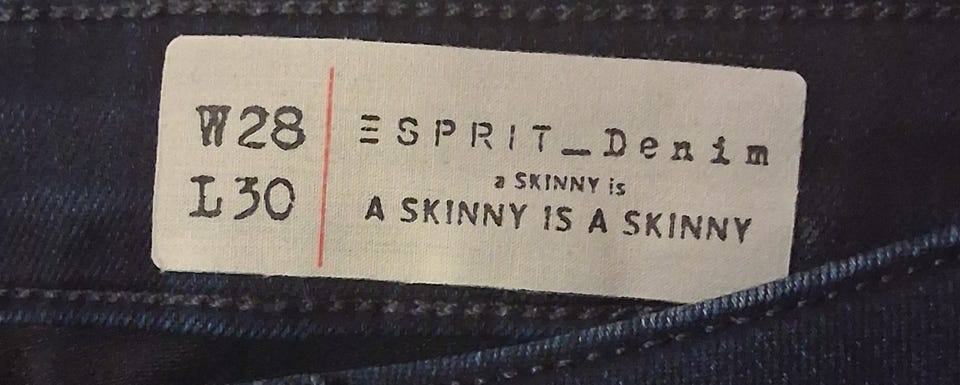 W28
L30
ESPRIT_Denim
a SKINNY is
A SKINNY IS A SKINNY